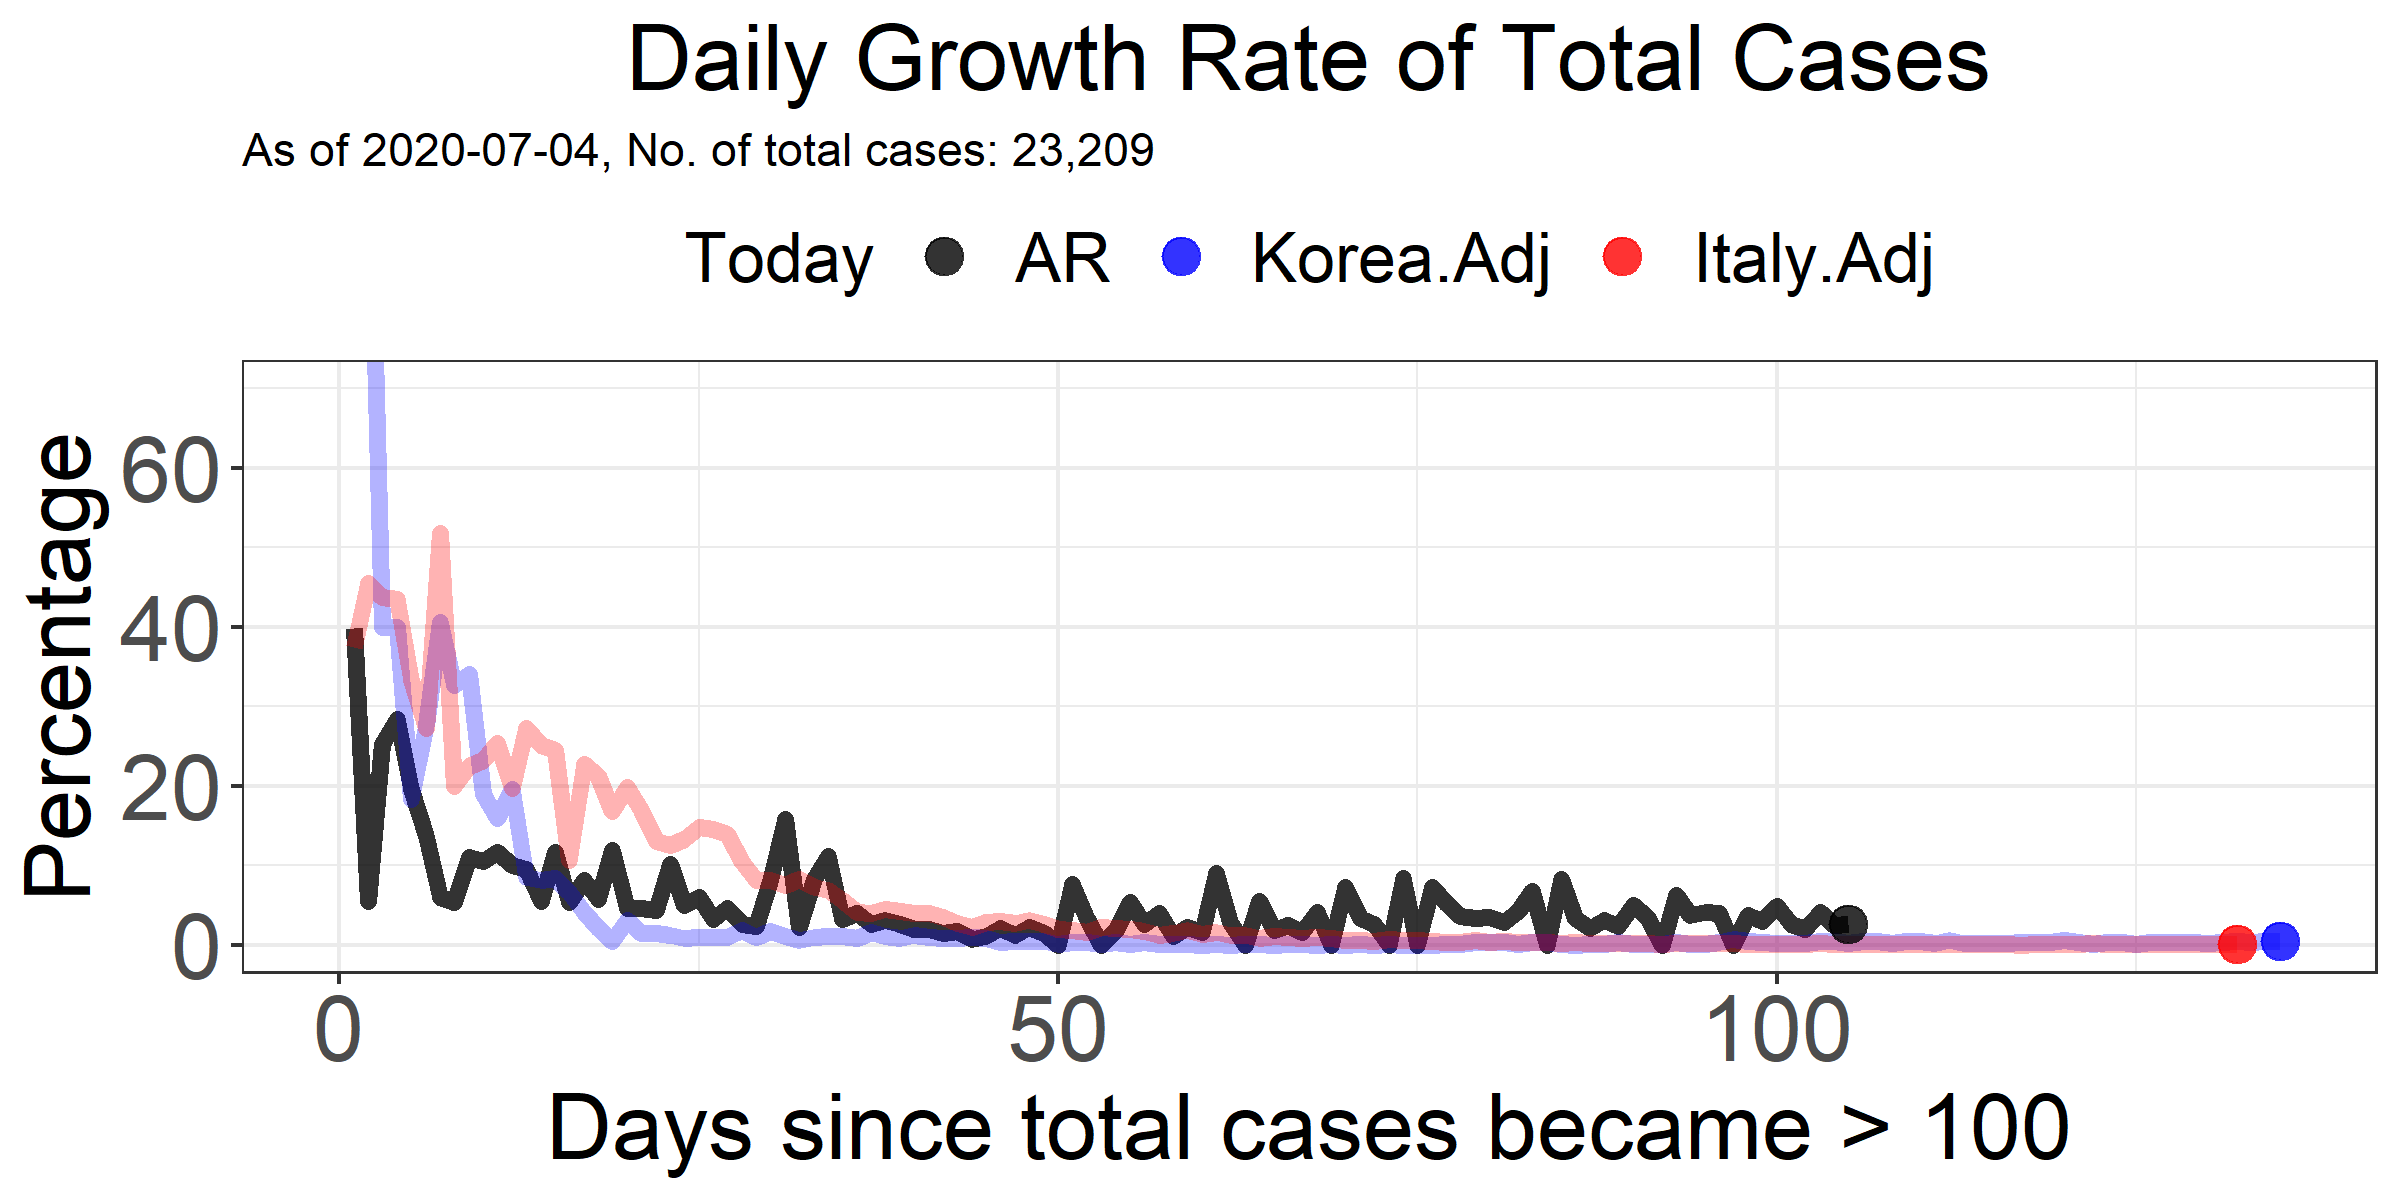 Daily Growth Rate of Total Cases
As of 2020-07-04, No. of total cases: 23,209
Today AR Korea.Adj Italy.Adj
Percentage
60
40
20
0
0 50 100
Days since total cases became > 100